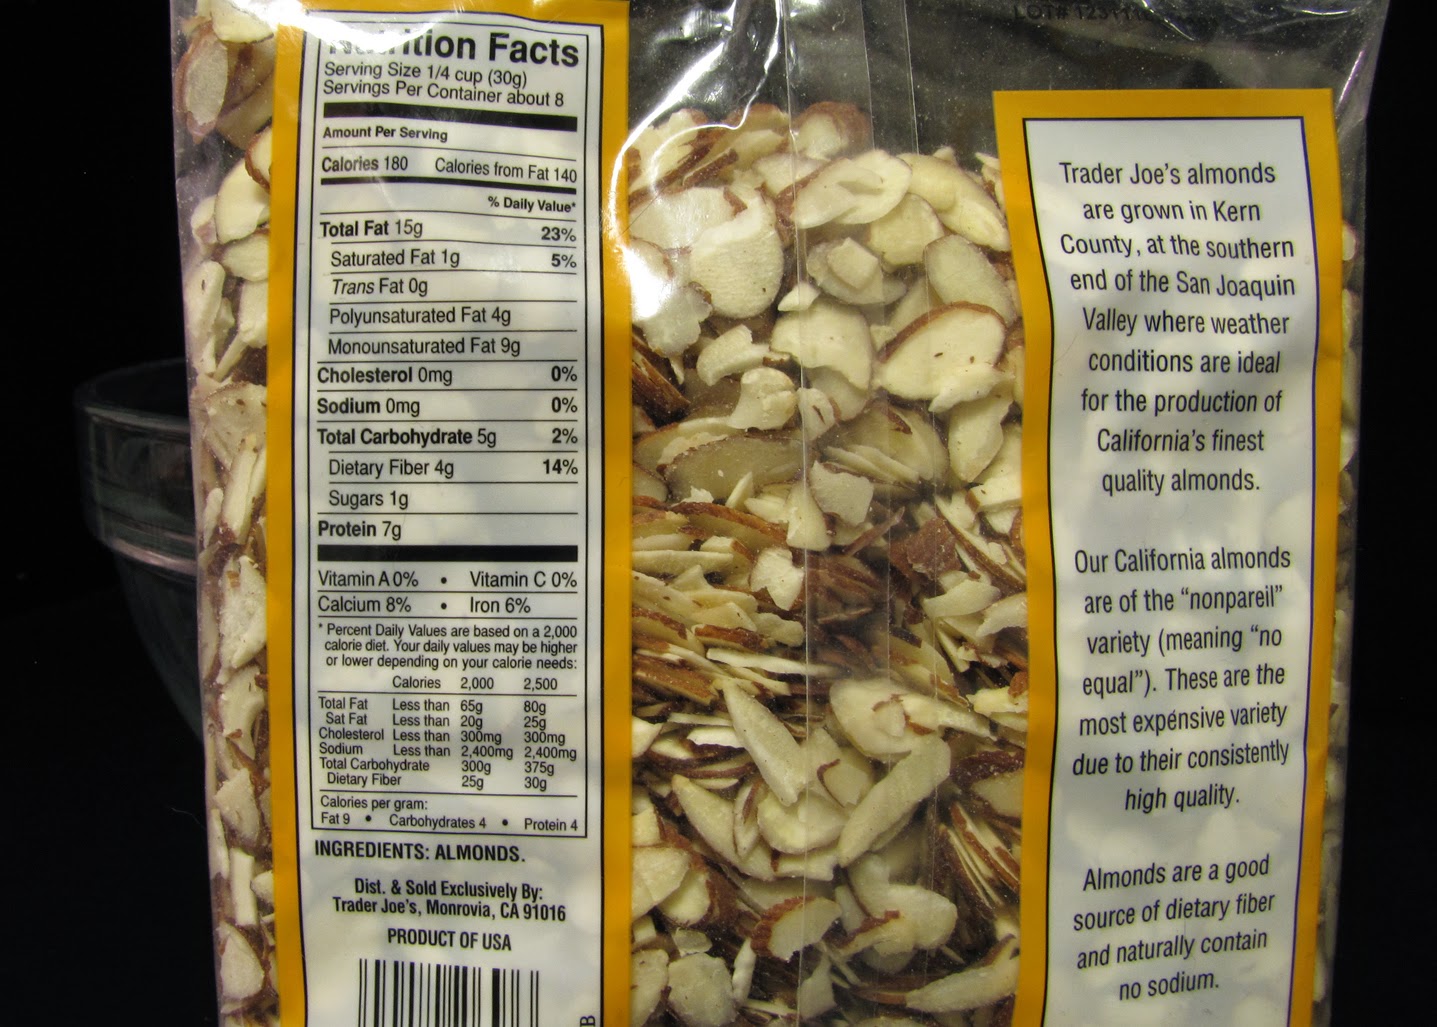 Nutrition Facts
Serving Size 1/4 cup (30g)
Servings Per Container about 8
Amount Per Serving
Calories 180 Calories from Fat 140
% Daily Value*
Total Fat 15g 23%
Saturated Fat 1g 5%
Trans Fat 0g
Polyunsaturated Fat 4g
Monounsaturated Fat 9g
Cholesterol 0mg 0%
Sodium 0mg 0%
Total Carbohydrate 5g 2%
Dietary Fiber 4g 14%
Sugars 1g
Protein 7g
Vitamin A 0% • Vitamin C 0%
Calcium 8% • Iron 6%
* Percent Daily Values are based on a 2,000
calorie diet. Your daily values may be higher
or lower depending on your calorie needs:
Calories 2,000 2,500
Total Fat Less than 65g 80g
Sat Fat Less than 20g 25g
Cholesterol Less than 300mg 300mg
Sodium Less than 2,400mg 2,400mg
Total Carbohydrate 300g 375g
Dietary Fiber 25g 30g
Calories per gram:
Fat 9 • Carbohydrates 4 • Protein 4
INGREDIENTS: ALMONDS.
Dist. & Sold Exclusively By:
Trader Joe's, Monrovia, CA 91016
PRODUCT OF USA
B
LOT#
Trader Joe's almonds
are grown in Kern
County, at the southern
end of the San Joaquin
Valley where weather
conditions are ideal
for the production of
California's finest
quality almonds.
Our California almonds
are of the "nonpareil"
variety (meaning "no
equal"). These are the
most expensive variety
due to their consistently
high quality.
Almonds are a good
source of dietary fiber
and naturally contain
no sodium.